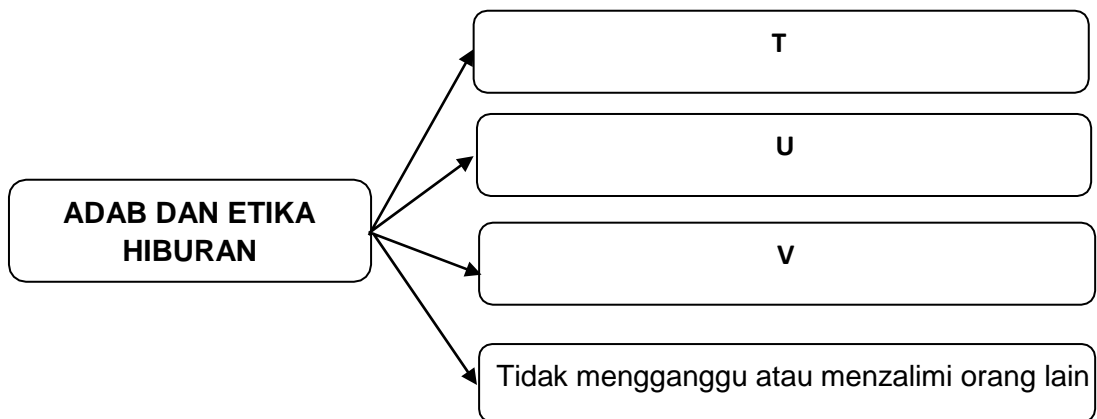 T
U
ADAB DAN ETIKA
HIBURAN
V
Tidak mengganggu atau menzalimi orang lain